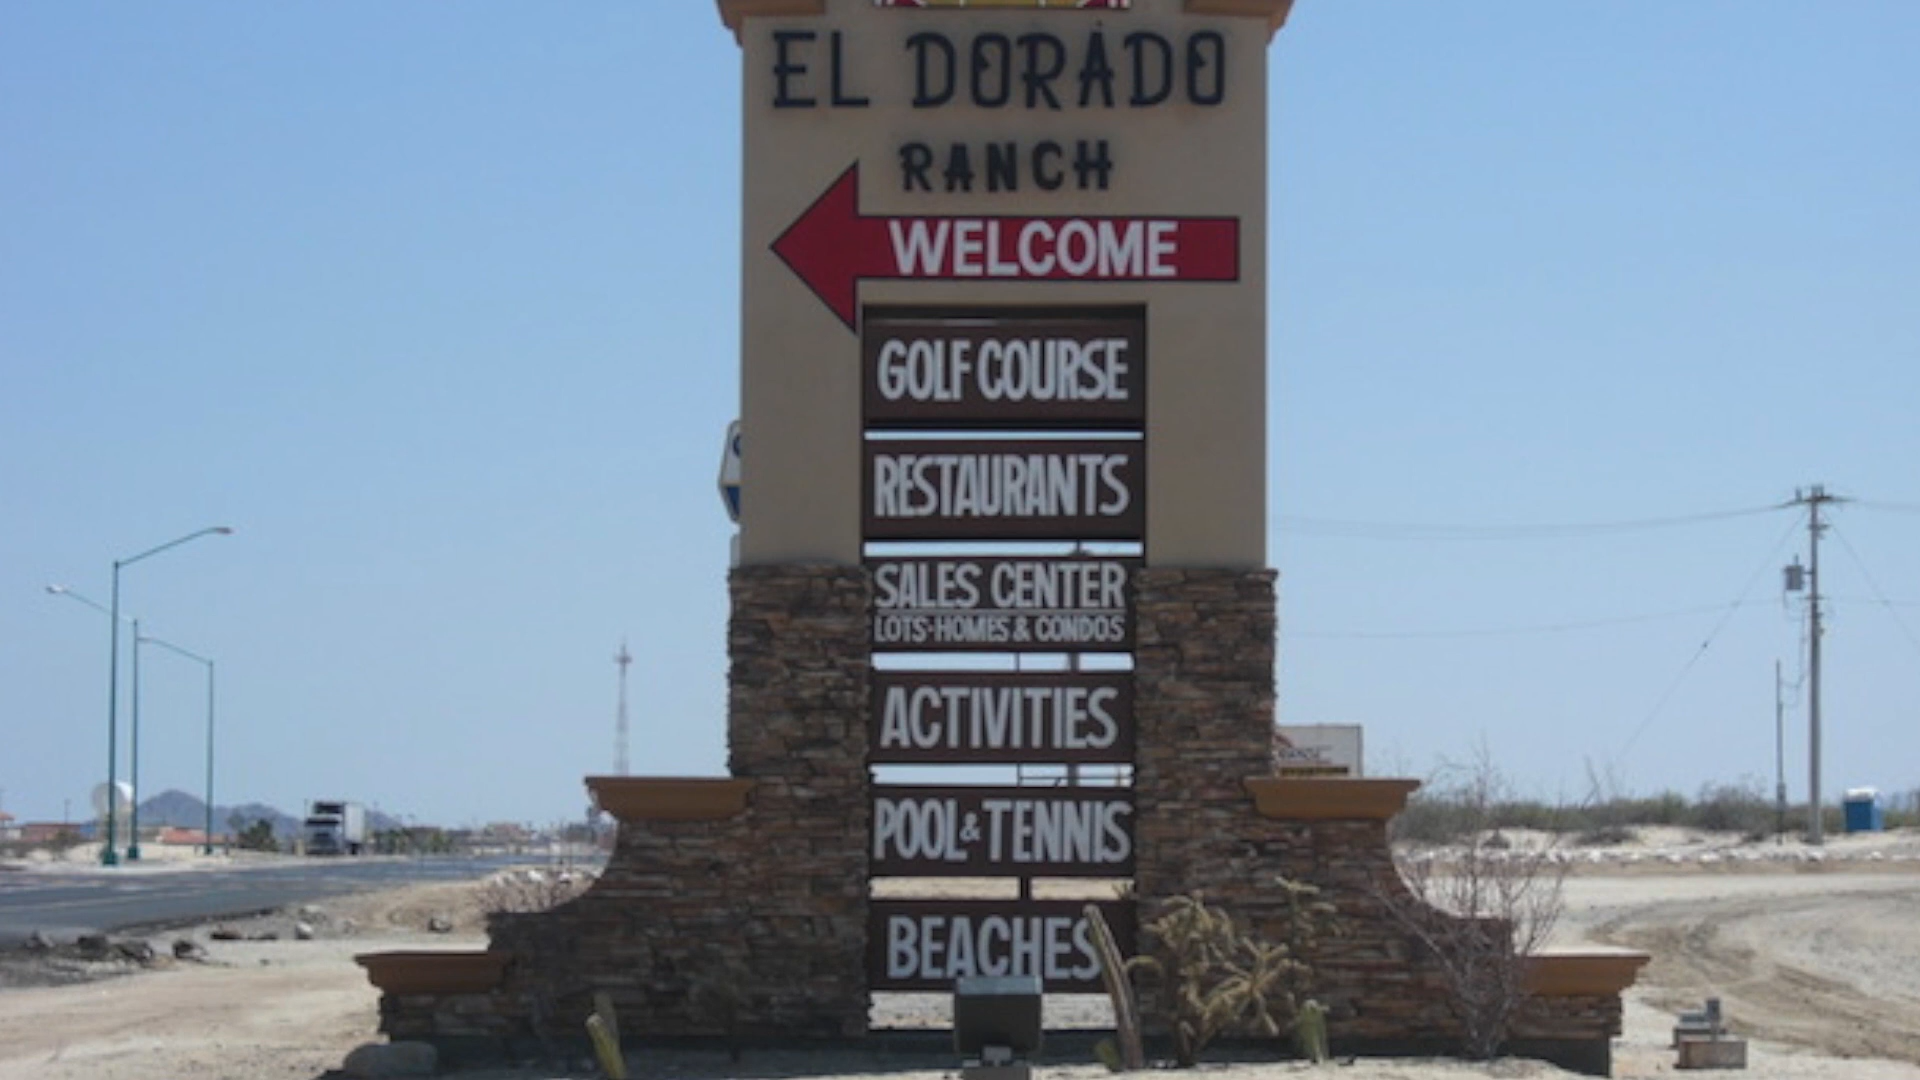 EL DORADO
RANCH
WELCOME
GOLF COURSE
RESTAURANTS
SALES CENTER
LOTS-HOMES & CONDOS
ACTIVITIES
POOL & TENNIS
BEACHES